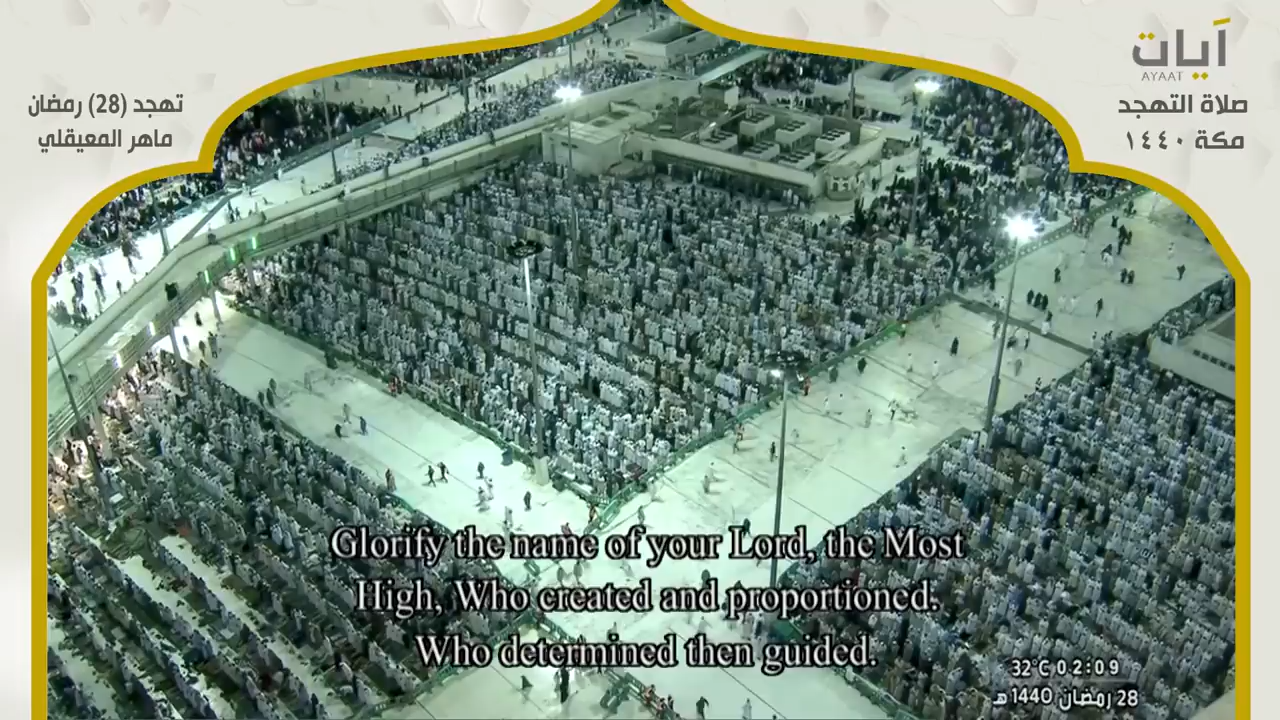 آيات
AYAAT
صلاة التهجد
مكة ١٤٤٠
تهجد (28) رمضان
ماهر المعيقلي
Glorify the name of your Lord, the Most
High, Who created and proportioned.
Who determined then guided.
32°C 02:09
28 رمضان 1440هـ